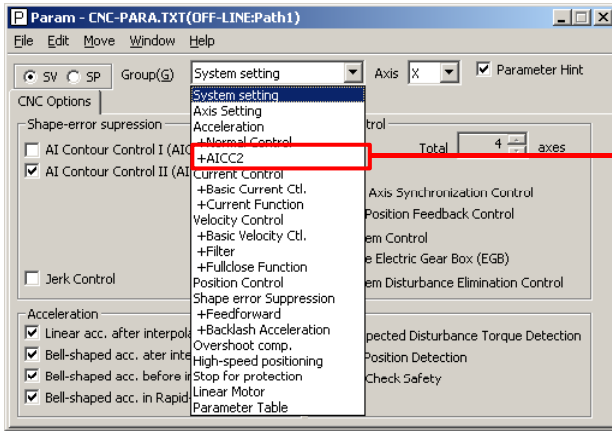 Param - CNC-PARA.TXT(OFF-LINE:Path1)
File Edit Move Window Help
SV SP Group(G) System setting Axis X Parameter Hint
CNC Options
System setting
Axis Setting
Acceleration
+Normal Control
+AICC2
Current Control
+Basic Current Ctl.
+Current Function
Velocity Control
+Basic Velocity Ctl.
+Filter
+Fullclose Function
Position Control
Shape error Suppression
+Feedforward
+Backlash Acceleration
Overshoot comp.
High-speed positioning
Stop for protection
Linear Motor
Parameter Table
Shape-error supression
AI Contour Control I (AIC
AI Contour Control II (AI
Jerk Control
Acceleration
Linear acc. after interpola
Bell-shaped acc. ater inte
Bell-shaped acc. before i
Bell-shaped acc. in Rapid-
trol
Total 4 axes
Axis Synchronization Control
Position Feedback Control
em Control
e Electric Gear Box (EGB)
em Disturbance Elimination Control
pected Disturbance Torque Detection
Position Detection
Check Safety